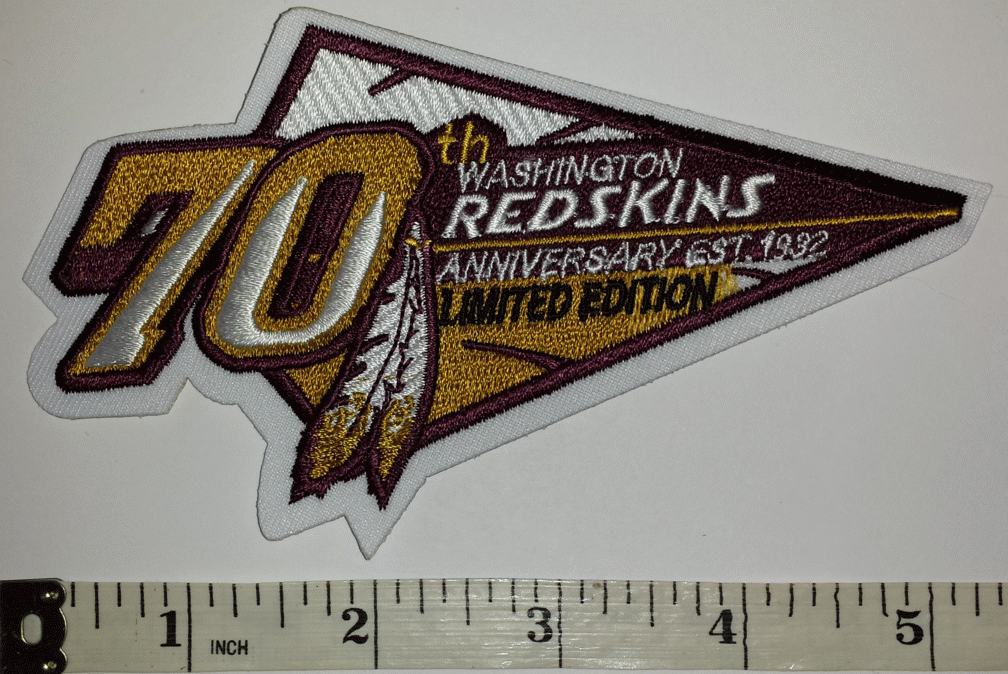 70th
WASHINGTON
REDSKINS
ANNIVERSARY EST. 1932
LIMITED EDITION
1 INCH 2 3 4 5